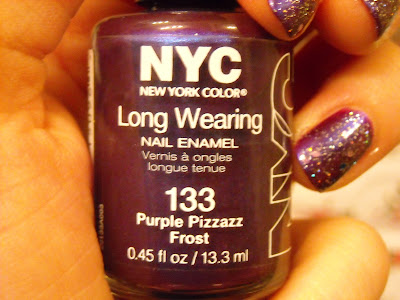 NYC
NEW YORK COLOR®
Long Wearing
NAIL ENAMEL
Vernis à ongles
longue tenue
133
Purple Pizzazz
Frost
0.45 fl oz / 13.3 ml
NYC